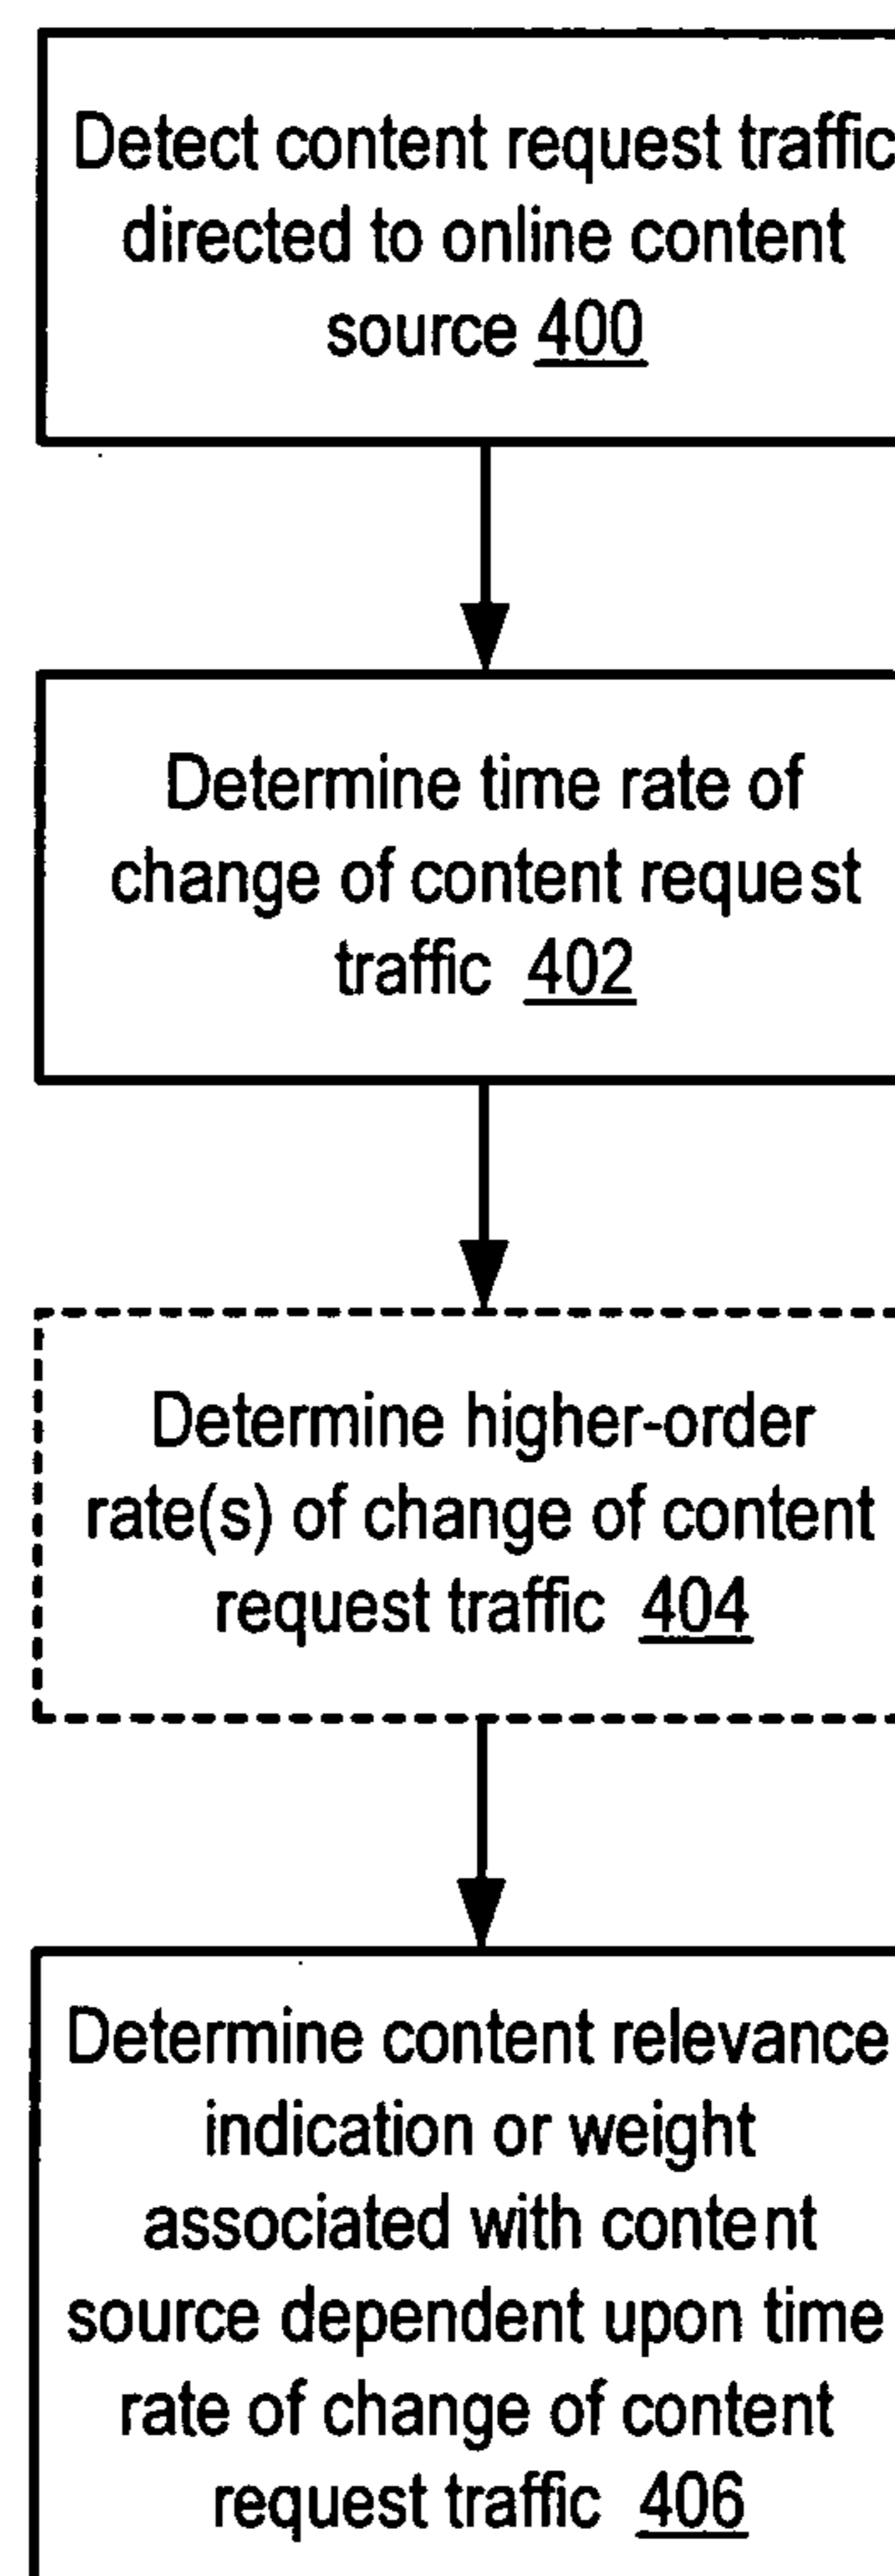 Detect content request traffic
directed to online content
source 400
Determine time rate of
change of content request
traffic 402
Determine higher-order
rate(s) of change of content
request traffic 404
Determine content relevance
indication or weight
associated with content
source dependent upon time
rate of change of content
request traffic 406